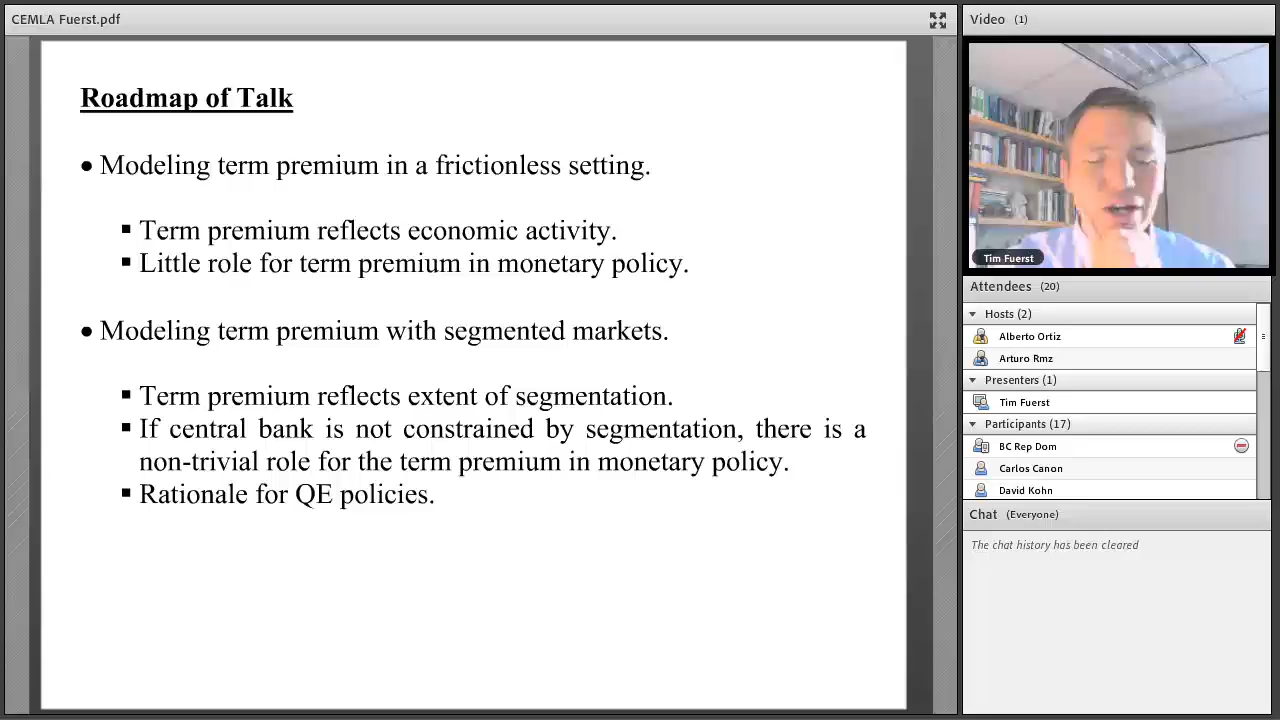 CEMLA Fuerst.pdf
Roadmap of Talk
• Modeling term premium in a frictionless setting.
▪ Term premium reflects economic activity.
▪ Little role for term premium in monetary policy.
• Modeling term premium with segmented markets.
▪ Term premium reflects extent of segmentation.
▪ If central bank is not constrained by segmentation, there is a
non-trivial role for the term premium in monetary policy.
▪ Rationale for QE policies.
Video (1)
Tim Fuerst
Attendees (20)
Hosts (2)
Alberto Ortiz
Arturo Rmz
Presenters (1)
Tim Fuerst
Participants (17)
BC Rep Dom
Carlos Canon
David Kohn
Chat (Everyone)
The chat history has been cleared